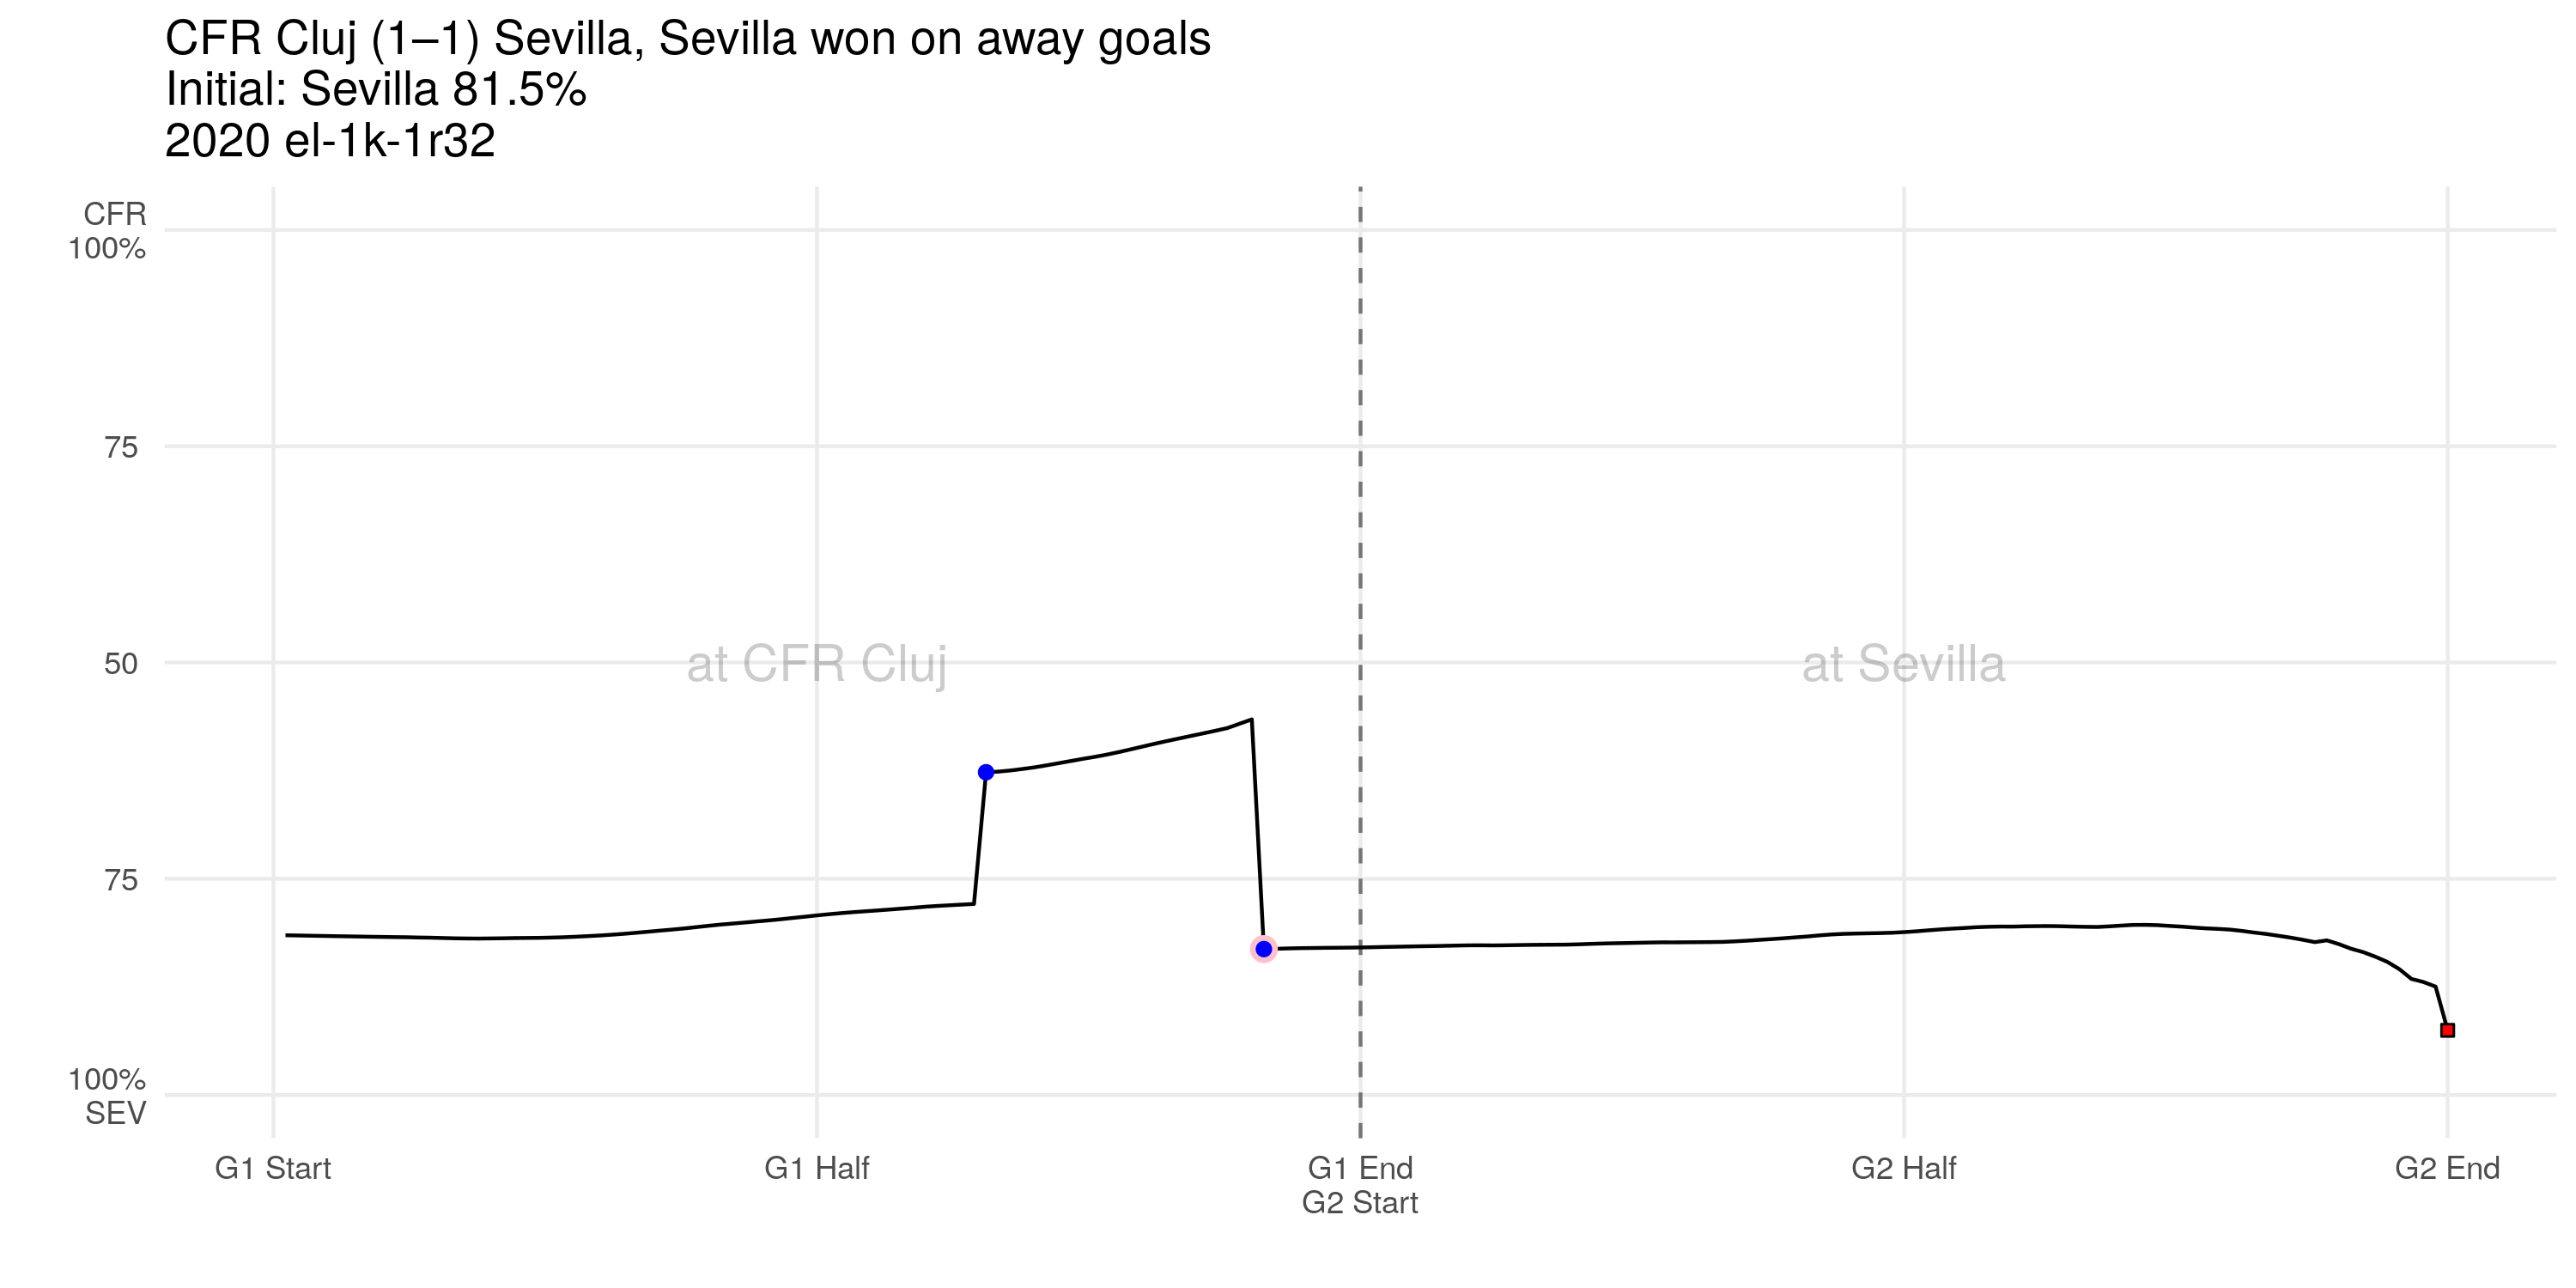 CFR Cluj (1–1) Sevilla, Sevilla won on away goals
Initial: Sevilla 81.5%
2020 el-1k-1r32
CFR
100%
75
50
75
100%
SEV
at CFR Cluj
at Sevilla
G1 Start
G1 Half
G1 End
G2 Start
G2 Half
G2 End